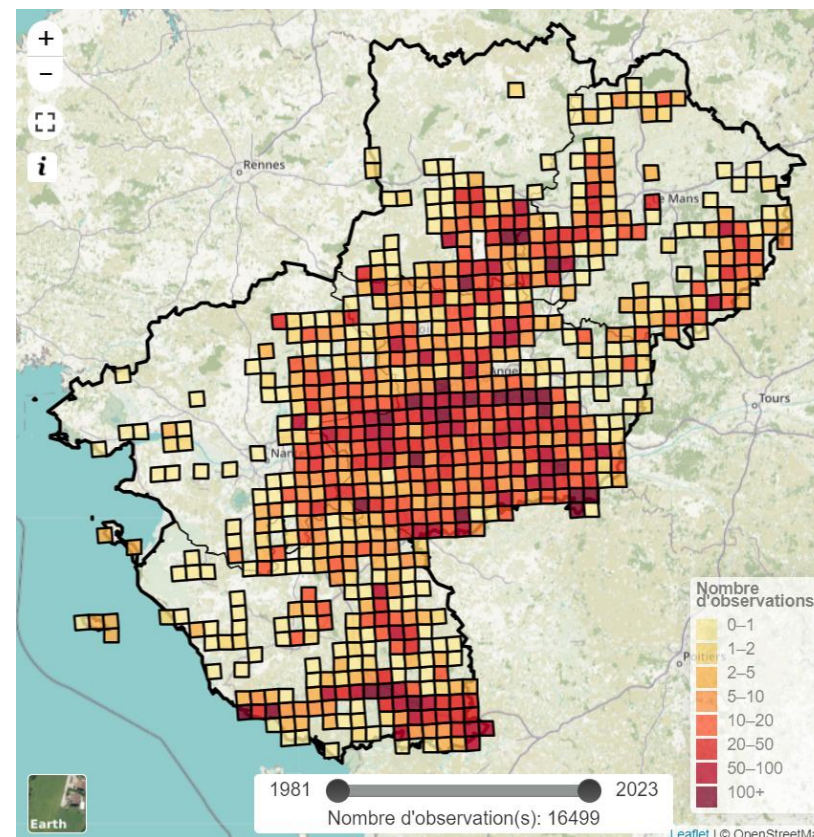 +
−
i
Rennes
Le Mans
Tours
Poitiers
Nombre
d'observations
0–1
1–2
2–5
5–10
10–20
20–50
50–100
100+
Earth
1981
2023
Nombre d'observation(s): 16499
Leaflet | © OpenStreetMa